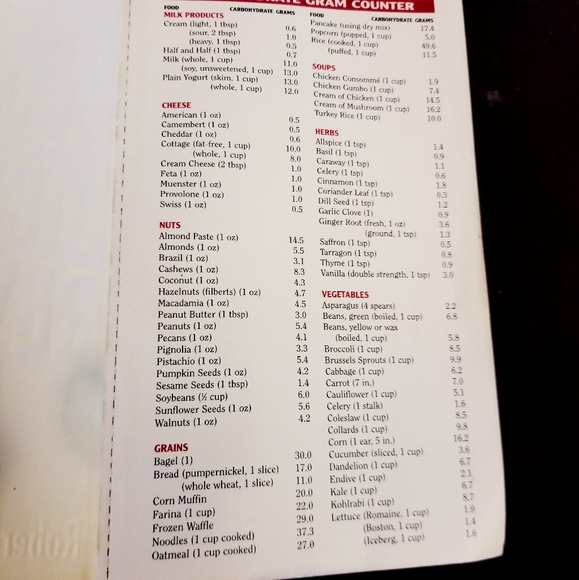 GRAM COUNTER
FOOD CARBOHYDRATE GRAMS
MILK PRODUCTS
Cream (light, 1 tbsp) 0.6
(sour, 2 tbsp) 1.0
(heavy, 1 tbsp) 0.5
Half and Half (1 tbsp) 0.7
Milk (whole, 1 cup) 11.0
(soy, unsweetened, 1 cup) 13.0
Plain Yogurt (skim, 1 cup) 13.0
(whole, 1 cup) 12.0
CHEESE
American (1 oz) 0.5
Camembert (1 oz) 0.5
Cheddar (1 oz) 0.6
Cottage (fat-free, 1 cup) 10.0
(whole, 1 cup) 8.0
Cream Cheese (2 tbsp) 1.0
Feta (1 oz) 1.0
Muenster (1 oz) 1.0
Provolone (1 oz) 1.0
Swiss (1 oz) 0.5
NUTS
Almond Paste (1 oz) 14.5
Almonds (1 oz) 5.5
Brazil (1 oz) 3.1
Cashews (1 oz) 8.3
Coconut (1 oz) 4.3
Hazelnuts (filberts) (1 oz) 4.7
Macadamia (1 oz) 4.5
Peanut Butter (1 tbsp) 3.0
Peanuts (1 oz) 5.4
Pecans (1 oz) 4.1
Pignolia (1 oz) 3.3
Pistachio (1 oz) 5.4
Pumpkin Seeds (1 oz) 4.2
Sesame Seeds (1 tbsp) 1.4
Soybeans (½ cup) 6.0
Sunflower Seeds (1 oz) 5.6
Walnuts (1 oz) 4.2
GRAINS
Bagel (1) 30.0
Bread (pumpernickel, 1 slice) 17.0
(whole wheat, 1 slice) 11.0
Corn Muffin 20.0
Farina (1 cup) 22.0
Frozen Waffle 29.0
Noodles (1 cup cooked) 37.3
Oatmeal (1 cup cooked) 27.0
FOOD CARBOHYDRATE GRAMS
Pancake (using dry mix) 17.4
Popcorn (popped, 1 cup) 5.0
Rice (cooked, 1 cup) 49.6
(puffed, 1 cup) 11.5
SOUPS
Chicken Consommé (1 cup) 1.9
Chicken Gumbo (1 cup) 7.4
Cream of Chicken (1 cup) 14.5
Cream of Mushroom (1 cup) 16.2
Turkey Rice (1 cup) 10.0
HERBS
Allspice (1 tsp) 1.4
Basil (1 tsp) 0.9
Caraway (1 tsp) 1.1
Celery (1 tsp) 0.6
Cinnamon (1 tsp) 1.8
Coriander Leaf (1 tsp) 0.3
Dill Seed (1 tsp) 1.2
Garlic Clove (1) 0.9
Ginger Root (fresh, 1 oz) 3.6
(ground, 1 tsp) 1.3
Saffron (1 tsp) 0.5
Tarragon (1 tsp) 0.8
Thyme (1 tsp) 0.9
Vanilla (double strength, 1 tsp) 3.0
VEGETABLES
Asparagus (4 spears) 2.2
Beans, green (boiled, 1 cup) 6.8
Beans, yellow or wax
(boiled, 1 cup) 5.8
Broccoli (1 cup) 8.5
Brussels Sprouts (1 cup) 9.9
Cabbage (1 cup) 6.2
Carrot (7 in.) 7.0
Cauliflower (1 cup) 5.1
Celery (1 stalk) 1.6
Coleslaw (1 cup) 8.5
Collards (1 cup) 9.8
Corn (1 ear, 5 in.) 16.2
Cucumber (sliced, 1 cup) 3.6
Dandelion (1 cup) 6.7
Endive (1 cup) 2.1
Kale (1 cup) 6.7
Kohlrabi (1 cup) 8.7
Lettuce (Romaine, 1 cup) 1.9
(Boston, 1 cup) 1.4
(Iceberg, 1 cup) 1.6